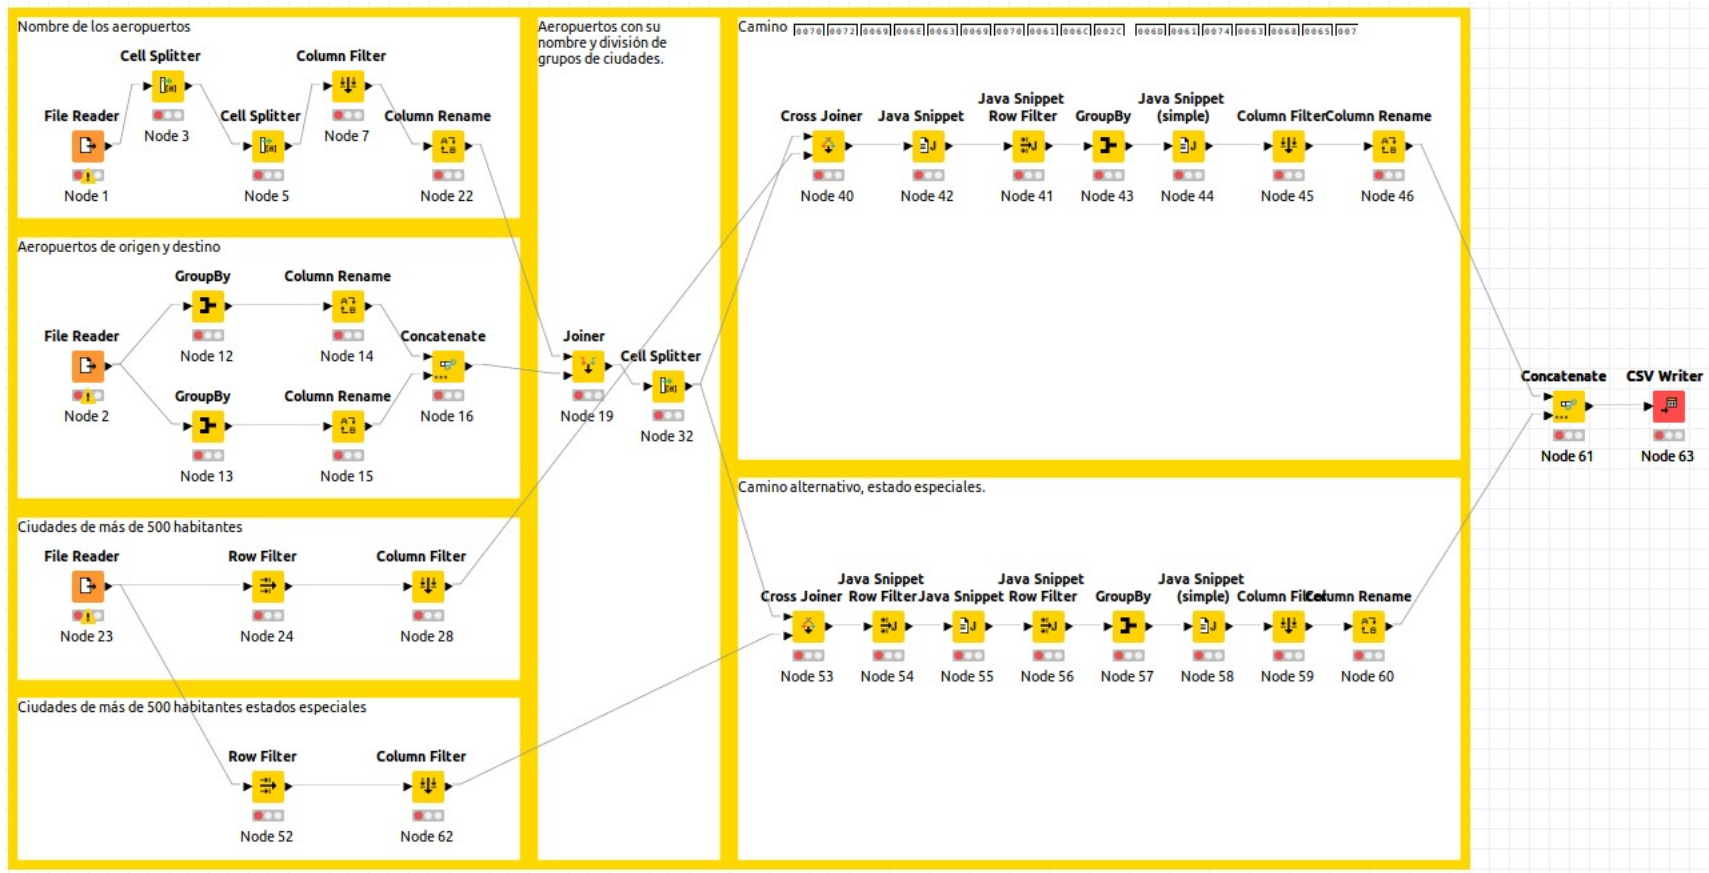 Nombre de los aeropuertos
Cell Splitter
Column Filter
File Reader
Node 3
Cell Splitter
Node 7
Column Rename
Node 1
Node 5
Node 22
Aeropuertos de origen y destino
GroupBy
Column Rename
File Reader
Node 12
Node 14
Concatenate
Node 2
GroupBy
Column Rename
Node 16
Node 13
Node 15
Ciudades de más de 500 habitantes
File Reader
Row Filter
Column Filter
Node 23
Node 24
Node 28
Ciudades de más de 500 habitantes estados especiales
Row Filter
Column Filter
Node 52
Node 62
Aeropuertos con su
nombre y división de
grupos de ciudades.
Joiner
Cell Splitter
Node 19
Node 32
Camino
Cross Joiner
Java Snippet
Java Snippet
Row Filter
GroupBy
Java Snippet
(simple)
Column Filter
Column Rename
Node 40
Node 42
Node 41
Node 43
Node 44
Node 45
Node 46
Camino alternativo, estado especiales.
Cross Joiner
Java Snippet
Row Filter
Java Snippet
Java Snippet
Row Filter
GroupBy
Java Snippet
(simple)
Column Filter
Column Rename
Node 53
Node 54
Node 55
Node 56
Node 57
Node 58
Node 59
Node 60
Concatenate
CSV Writer
Node 61
Node 63